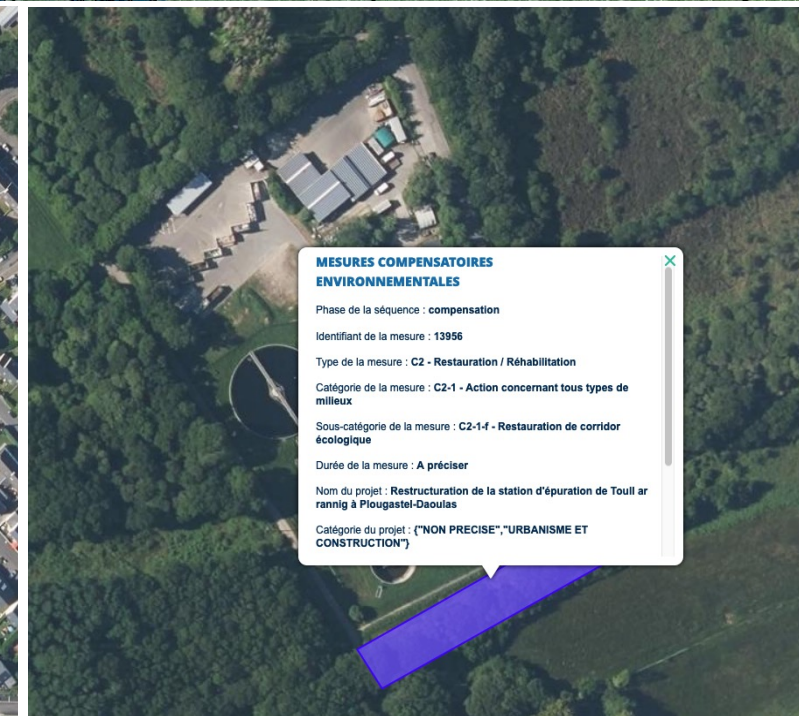 MESURES COMPENSATOIRES
ENVIRONNEMENTALES
Phase de la séquence : compensation
Identifiant de la mesure : 13956
Type de la mesure : C2 - Restauration / Réhabilitation
Catégorie de la mesure : C2-1 - Action concernant tous types de
milieux
Sous-catégorie de la mesure : C2-1-f - Restauration de corridor
écologique
Durée de la mesure : A préciser
Nom du projet : Restructuration de la station d'épuration de Toull ar
rannig à Plougastel-Daoulas
Catégorie du projet : {"NON PRECISE","URBANISME ET
CONSTRUCTION"}